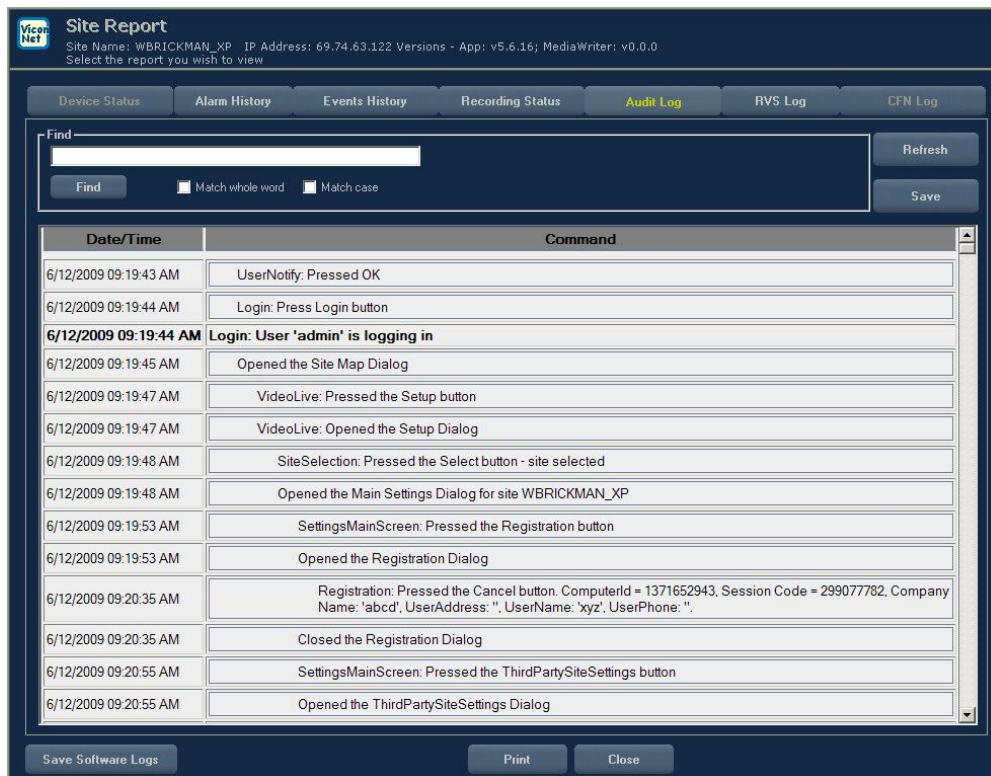 Vicon
Net
Site Report
Site Name: WBRICKMAN_XP IP Address: 69.74.63.122 Versions - App: v5.6.16; MediaWriter: v0.0.0
Select the report you wish to view
Device Status Alarm History Events History Recording Status Audit Log RVS Log CFN Log
Find
Refresh
Find Match whole word Match case
Save
Date/Time Command
6/12/2009 09:19:43 AM UserNotify: Pressed OK
6/12/2009 09:19:44 AM Login: Press Login button
6/12/2009 09:19:44 AM Login: User 'admin' is logging in
6/12/2009 09:19:45 AM Opened the Site Map Dialog
6/12/2009 09:19:47 AM VideoLive: Pressed the Setup button
6/12/2009 09:19:47 AM VideoLive: Opened the Setup Dialog
6/12/2009 09:19:48 AM SiteSelection: Pressed the Select button - site selected
6/12/2009 09:19:48 AM Opened the Main Settings Dialog for site WBRICKMAN_XP
6/12/2009 09:19:53 AM SettingsMainScreen: Pressed the Registration button
6/12/2009 09:19:53 AM Opened the Registration Dialog
6/12/2009 09:20:35 AM Registration: Pressed the Cancel button. ComputerId = 1371652943, Session Code = 299077782, Company
Name: 'abcd', UserAddress: '', UserName: 'xyz', UserPhone: ''.
6/12/2009 09:20:35 AM Closed the Registration Dialog
6/12/2009 09:20:55 AM SettingsMainScreen: Pressed the ThirdPartySiteSettings button
6/12/2009 09:20:55 AM Opened the ThirdPartySiteSettings Dialog
Save Software Logs Print Close